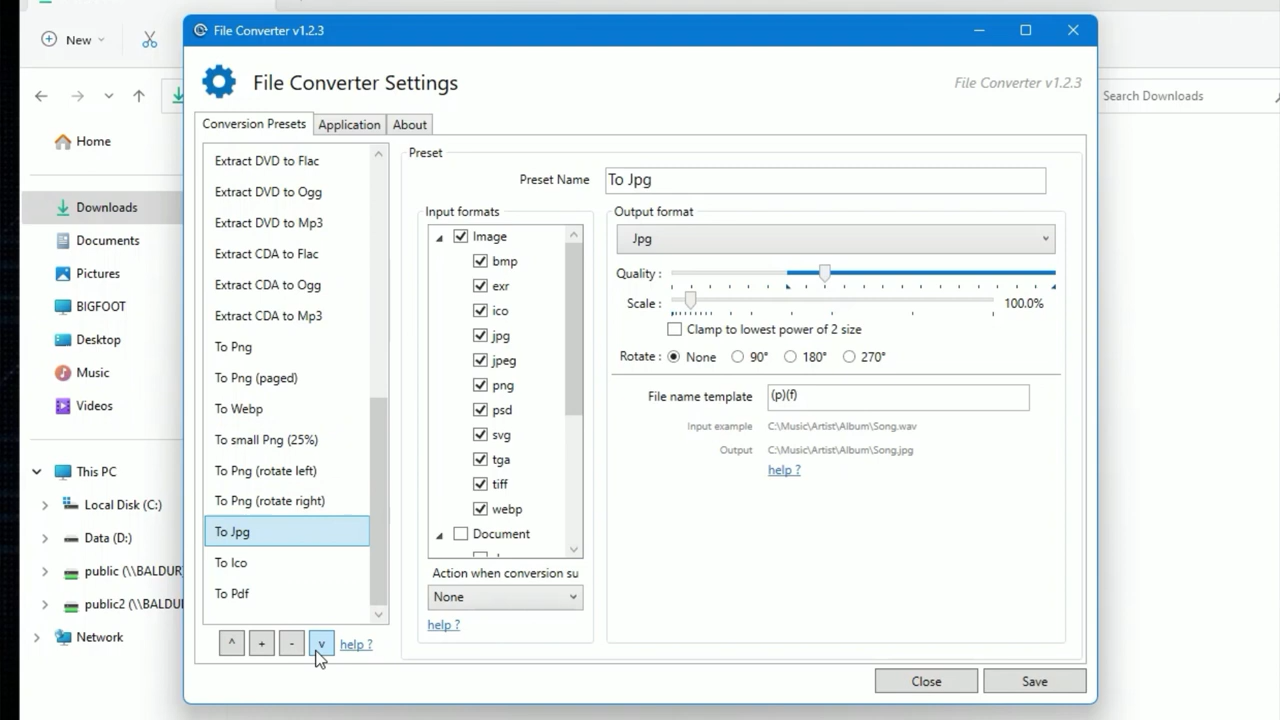 File Converter v1.2.3
New
File Converter Settings
File Converter v1.2.3
Search Downloads
Home
Downloads
Documents
Pictures
BIGFOOT
Desktop
Music
Videos
This PC
Local Disk (C:)
Data (D:)
public (\\BALDUR
public2 (\\BALDU
Network
Conversion Presets
Application
About
Extract DVD to Flac
Extract DVD to Ogg
Extract DVD to Mp3
Extract CDA to Flac
Extract CDA to Ogg
Extract CDA to Mp3
To Png
To Png (paged)
To Webp
To small Png (25%)
To Png (rotate left)
To Png (rotate right)
To Jpg
To Ico
To Pdf
^ + - v help ?
Preset
Preset Name To Jpg
Input formats
Image
bmp
exr
ico
jpg
jpeg
png
psd
svg
tga
tiff
webp
Document
Action when conversion su
None
help ?
Output format
Jpg
Quality :
Scale : 100.0%
Clamp to lowest power of 2 size
Rotate : None 90° 180° 270°
File name template (p)(f)
Input example C:\Music\Artist\Album\Song.wav
Output C:\Music\Artist\Album\Song.jpg
help ?
Close
Save